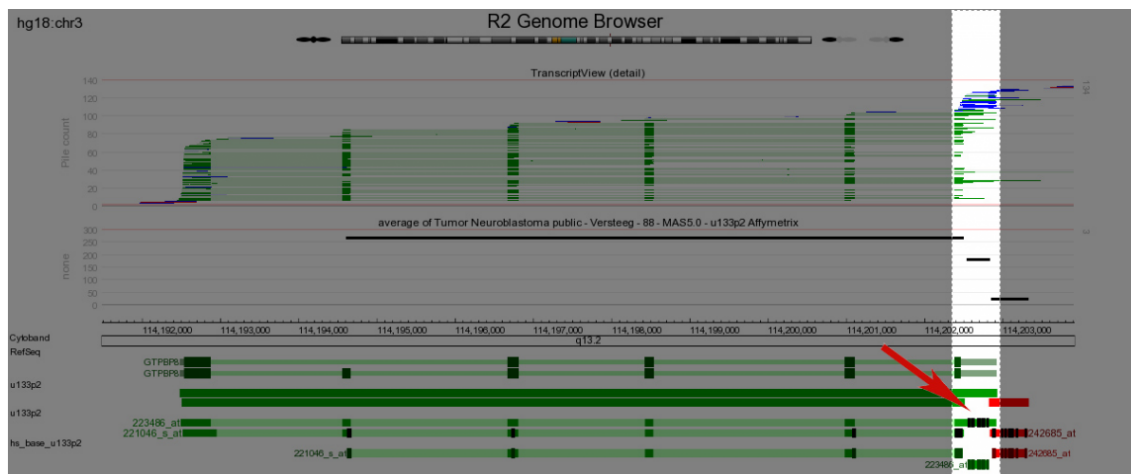 hg18:chr3
R2 Genome Browser
TranscriptView (detail)
140
120
100
80
60
40
20
0
Pile count
134
average of Tumor Neuroblastoma public - Versteeg - 88 - MAS5.0 - u133p2 Affymetrix
300
250
200
150
100
50
0
none
3
114,192,000 114,193,000 114,194,000 114,195,000 114,196,000 114,197,000 114,198,000 114,199,000 114,200,000 114,201,000 114,202,000 114,203,000
Cytoband
q13.2
RefSeq
GTPBP8
GTPBP8
u133p2
u133p2
223486_at
221046_s_at 242685_at
hs_base_u133p2
221046_s_at 242685_at
223486_at